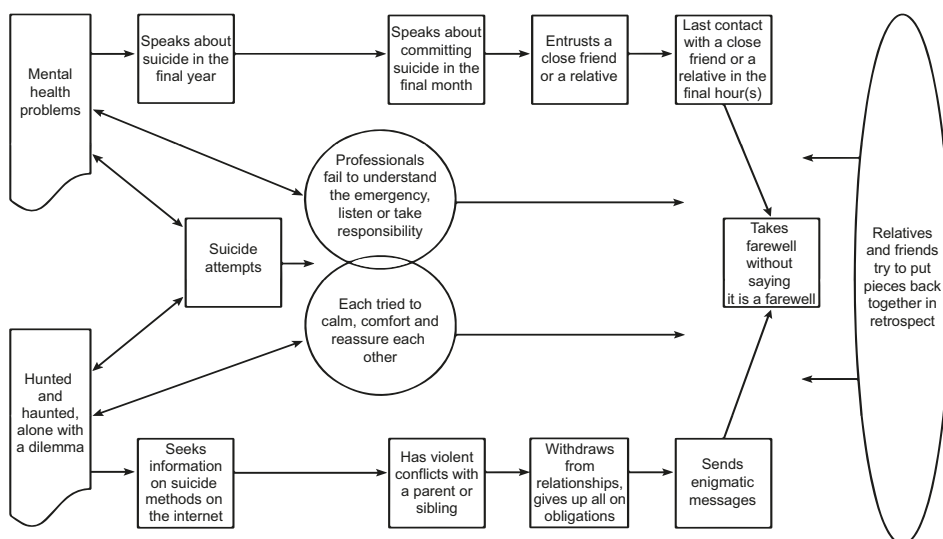 Mental
health
problems
Speaks about
suicide in the
final year
Speaks about
committing
suicide in the
final month
Entrusts a
close friend
or a relative
Last contact
with a close
friend or a
relative in the
final hour(s)
Professionals
fail to understand
the emergency,
listen or take
responsibility
Suicide
attempts
Each tried to
calm, comfort and
reassure each
other
Takes
farewell
without
saying
it is a farewell
Relatives
and friends
try to put
pieces back
together in
retrospect
Hunted and
haunted,
alone with a
dilemma
Seeks
information
on suicide
methods on
the internet
Has violent
conflicts with
a parent or
sibling
Withdraws
from
relationships,
gives up all on
obligations
Sends
enigmatic
messages